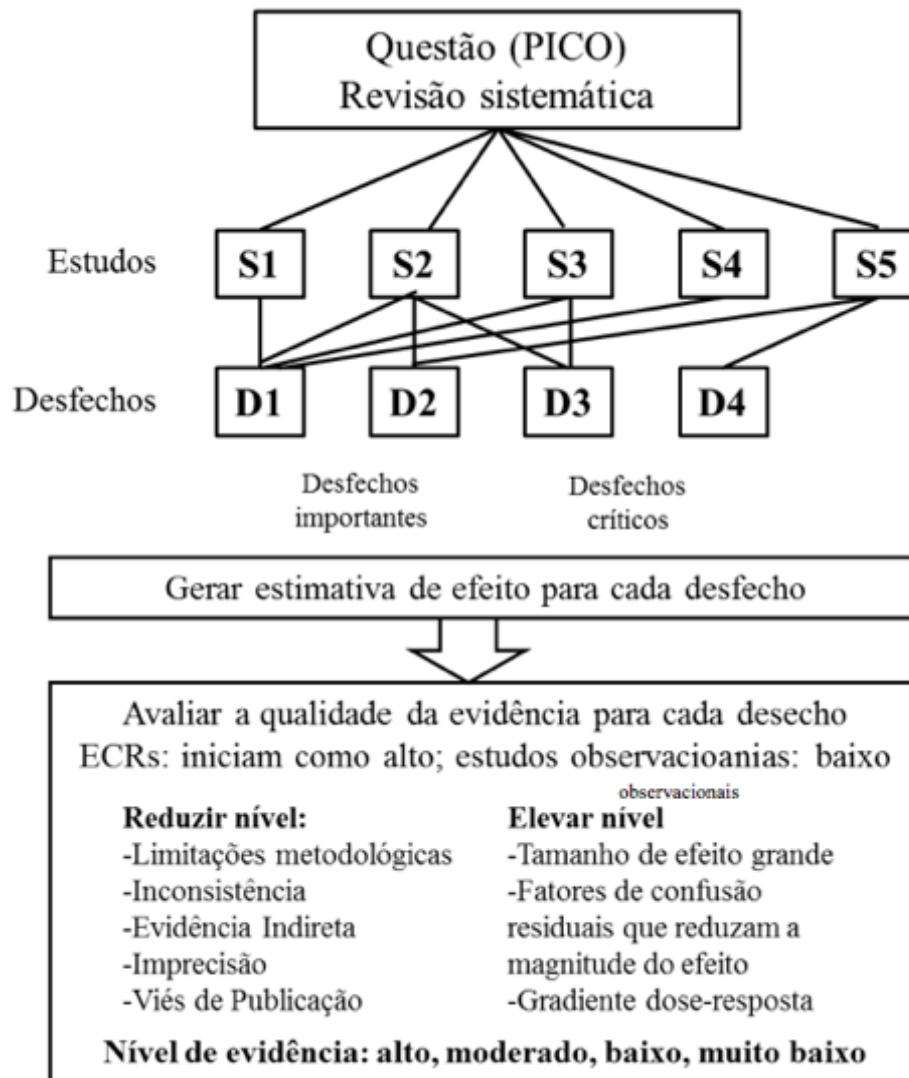 Questão (PICO)
Revisão sistemática
Estudos S1 S2 S3 S4 S5
Desfechos D1 D2 D3 D4
Desfechos importantes
Desfechos críticos
Gerar estimativa de efeito para cada desfecho
Avaliar a qualidade da evidência para cada desecho
ECRs: iniciam como alto; estudos observacioanias: baixo
observacionais
Reduzir nível:
-Limitações metodológicas
-Inconsistência
-Evidência Indireta
-Imprecisão
-Viés de Publicação
Elevar nível
-Tamanho de efeito grande
-Fatores de confusão
residuais que reduzam a
magnitude do efeito
-Gradiente dose-resposta
Nível de evidência: alto, moderado, baixo, muito baixo